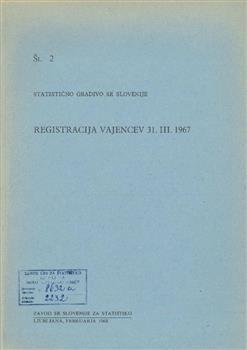 Št. 2
STATISTIČNO GRADIVO SR SLOVENIJE
REGISTRACIJA VAJENCEV 31. III. 1967
ZAVOD SR SLOVENIJE ZA STATISTIKO
LJUBLJANA, FEBRUARJA 1968